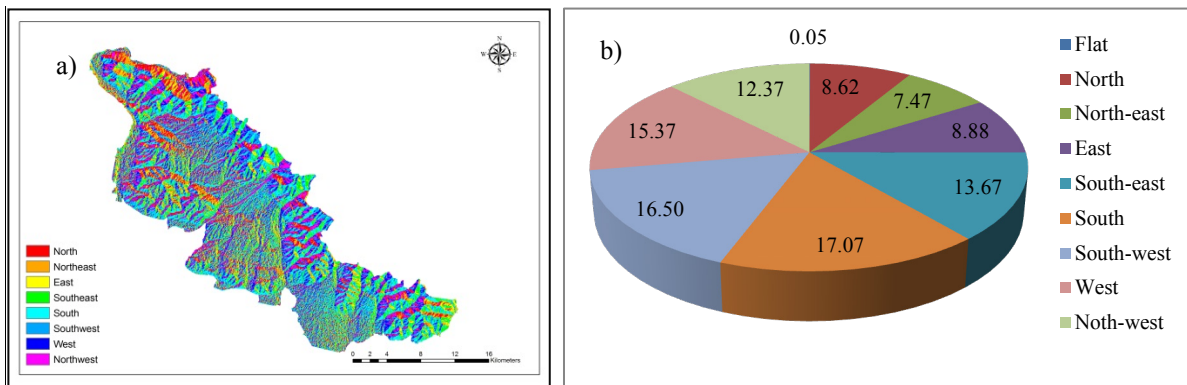 a)
N
W E
S
North
Northeast
East
Southeast
South
Southwest
West
Northwest
0 1 2 4 8 12 16
Kilometers
b)
0.05
8.62
7.47
8.88
13.67
17.07
16.50
15.37
12.37
Flat
North
North-east
East
South-east
South
South-west
West
Noth-west